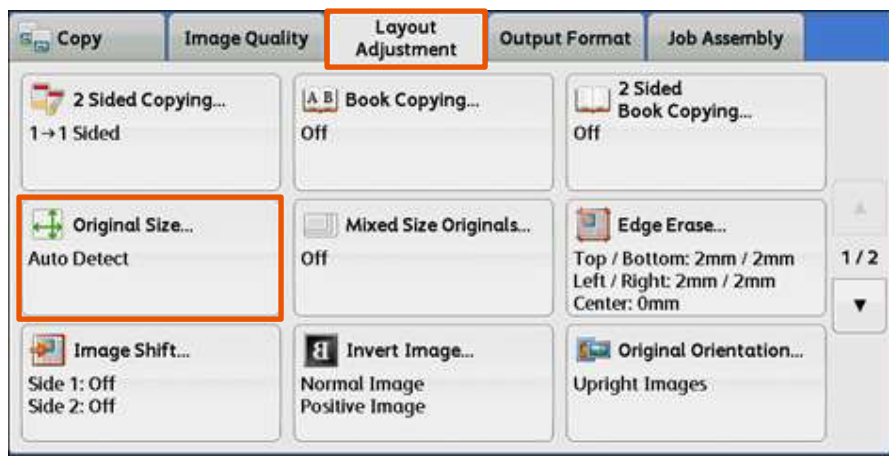 Copy
Image Quality
Layout
Adjustment
Output Format
Job Assembly
2 Sided Copying...
1→1 Sided
A B
Book Copying...
Off
2 Sided
Book Copying...
Off
Original Size...
Auto Detect
Mixed Size Originals...
Off
Edge Erase...
Top / Bottom: 2mm / 2mm
Left / Right: 2mm / 2mm
Center: 0mm
1 / 2
Image Shift...
Side 1: Off
Side 2: Off
B
Invert Image...
Normal Image
Positive Image
Original Orientation...
Upright Images